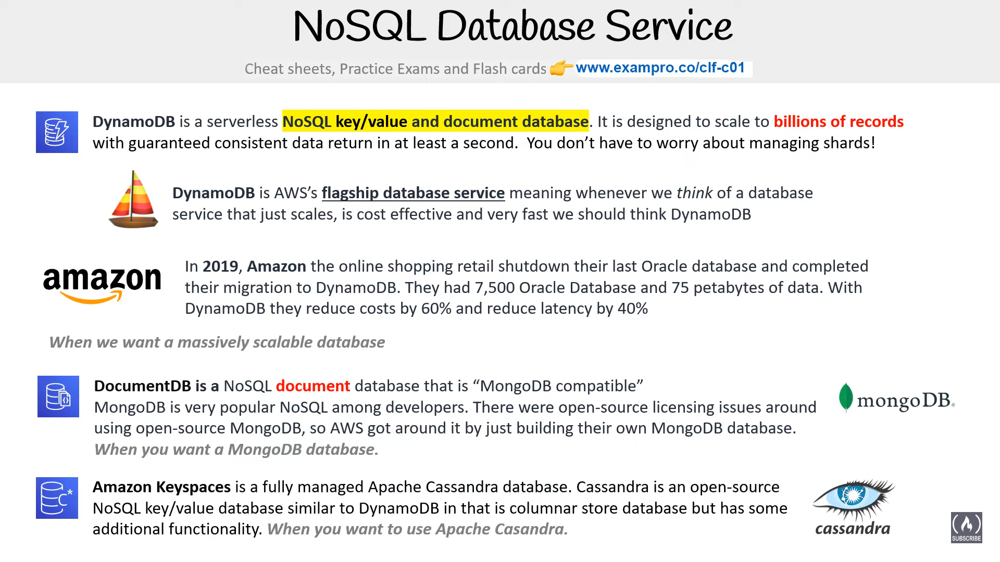 NoSQL Database Service
Cheat sheets, Practice Exams and Flash cards 👉 www.exampro.co/clf-c01
DynamoDB is a serverless NoSQL key/value and document database. It is designed to scale to billions of records
with guaranteed consistent data return in at least a second. You don’t have to worry about managing shards!
DynamoDB is AWS’s flagship database service meaning whenever we think of a database
service that just scales, is cost effective and very fast we should think DynamoDB
amazon
In 2019, Amazon the online shopping retail shutdown their last Oracle database and completed
their migration to DynamoDB. They had 7,500 Oracle Database and 75 petabytes of data. With
DynamoDB they reduce costs by 60% and reduce latency by 40%
When we want a massively scalable database
DocumentDB is a NoSQL document database that is “MongoDB compatible”
MongoDB is very popular NoSQL among developers. There were open-source licensing issues around
using open-source MongoDB, so AWS got around it by just building their own MongoDB database.
When you want a MongoDB database.
mongoDB®
C*
Amazon Keyspaces is a fully managed Apache Cassandra database. Cassandra is an open-source
NoSQL key/value database similar to DynamoDB in that is columnar store database but has some
additional functionality. When you want to use Apache Casandra.
cassandra
SUBSCRIBE